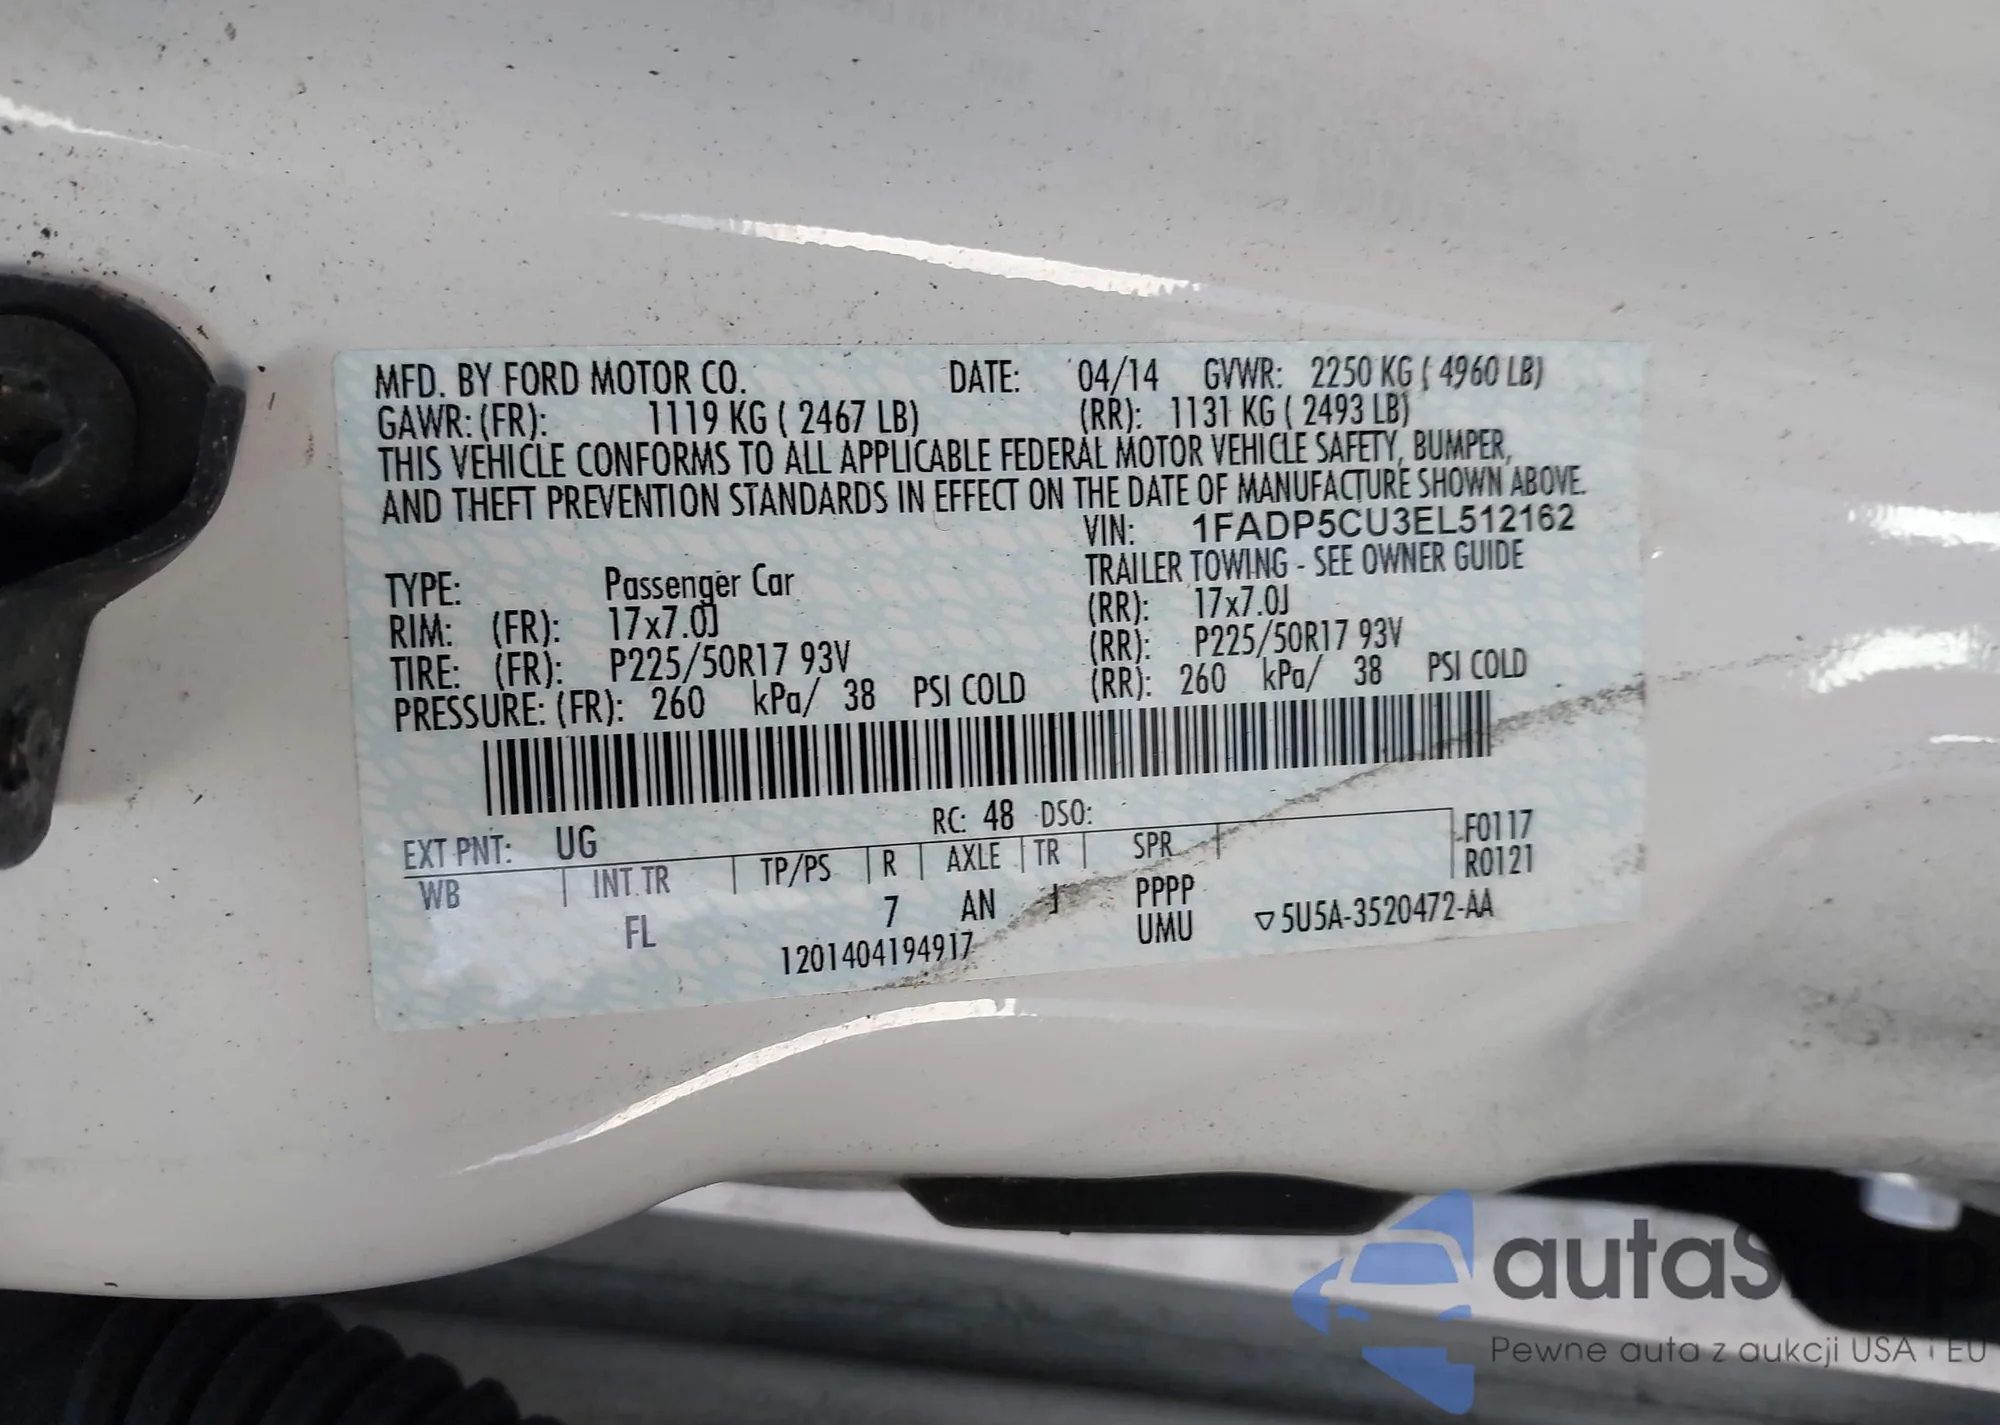 MFD. BY FORD MOTOR CO. DATE: 04/14 GVWR: 2250 KG ( 4960 LB)
GAWR: (FR): 1119 KG ( 2467 LB) (RR): 1131 KG ( 2493 LB)
THIS VEHICLE CONFORMS TO ALL APPLICABLE FEDERAL MOTOR VEHICLE SAFETY, BUMPER,
AND THEFT PREVENTION STANDARDS IN EFFECT ON THE DATE OF MANUFACTURE SHOWN ABOVE.
VIN: 1FADP5CU3EL512162
TYPE: Passenger Car TRAILER TOWING - SEE OWNER GUIDE
RIM: (FR): 17x7.0J (RR): 17x7.0J
TIRE: (FR): P225/50R17 93V (RR): P225/50R17 93V
PRESSURE: (FR): 260 kPa/ 38 PSI COLD (RR): 260 kPa/ 38 PSI COLD
EXT PNT: UG RC: 48 DSO: F0117
WB INT TR TP/PS R AXLE TR SPR R0121
FL 7 AN J PPPP
1201404194917 UMU ▽5U5A-3520472-AA
Pewne auta z aukcji USA i EU